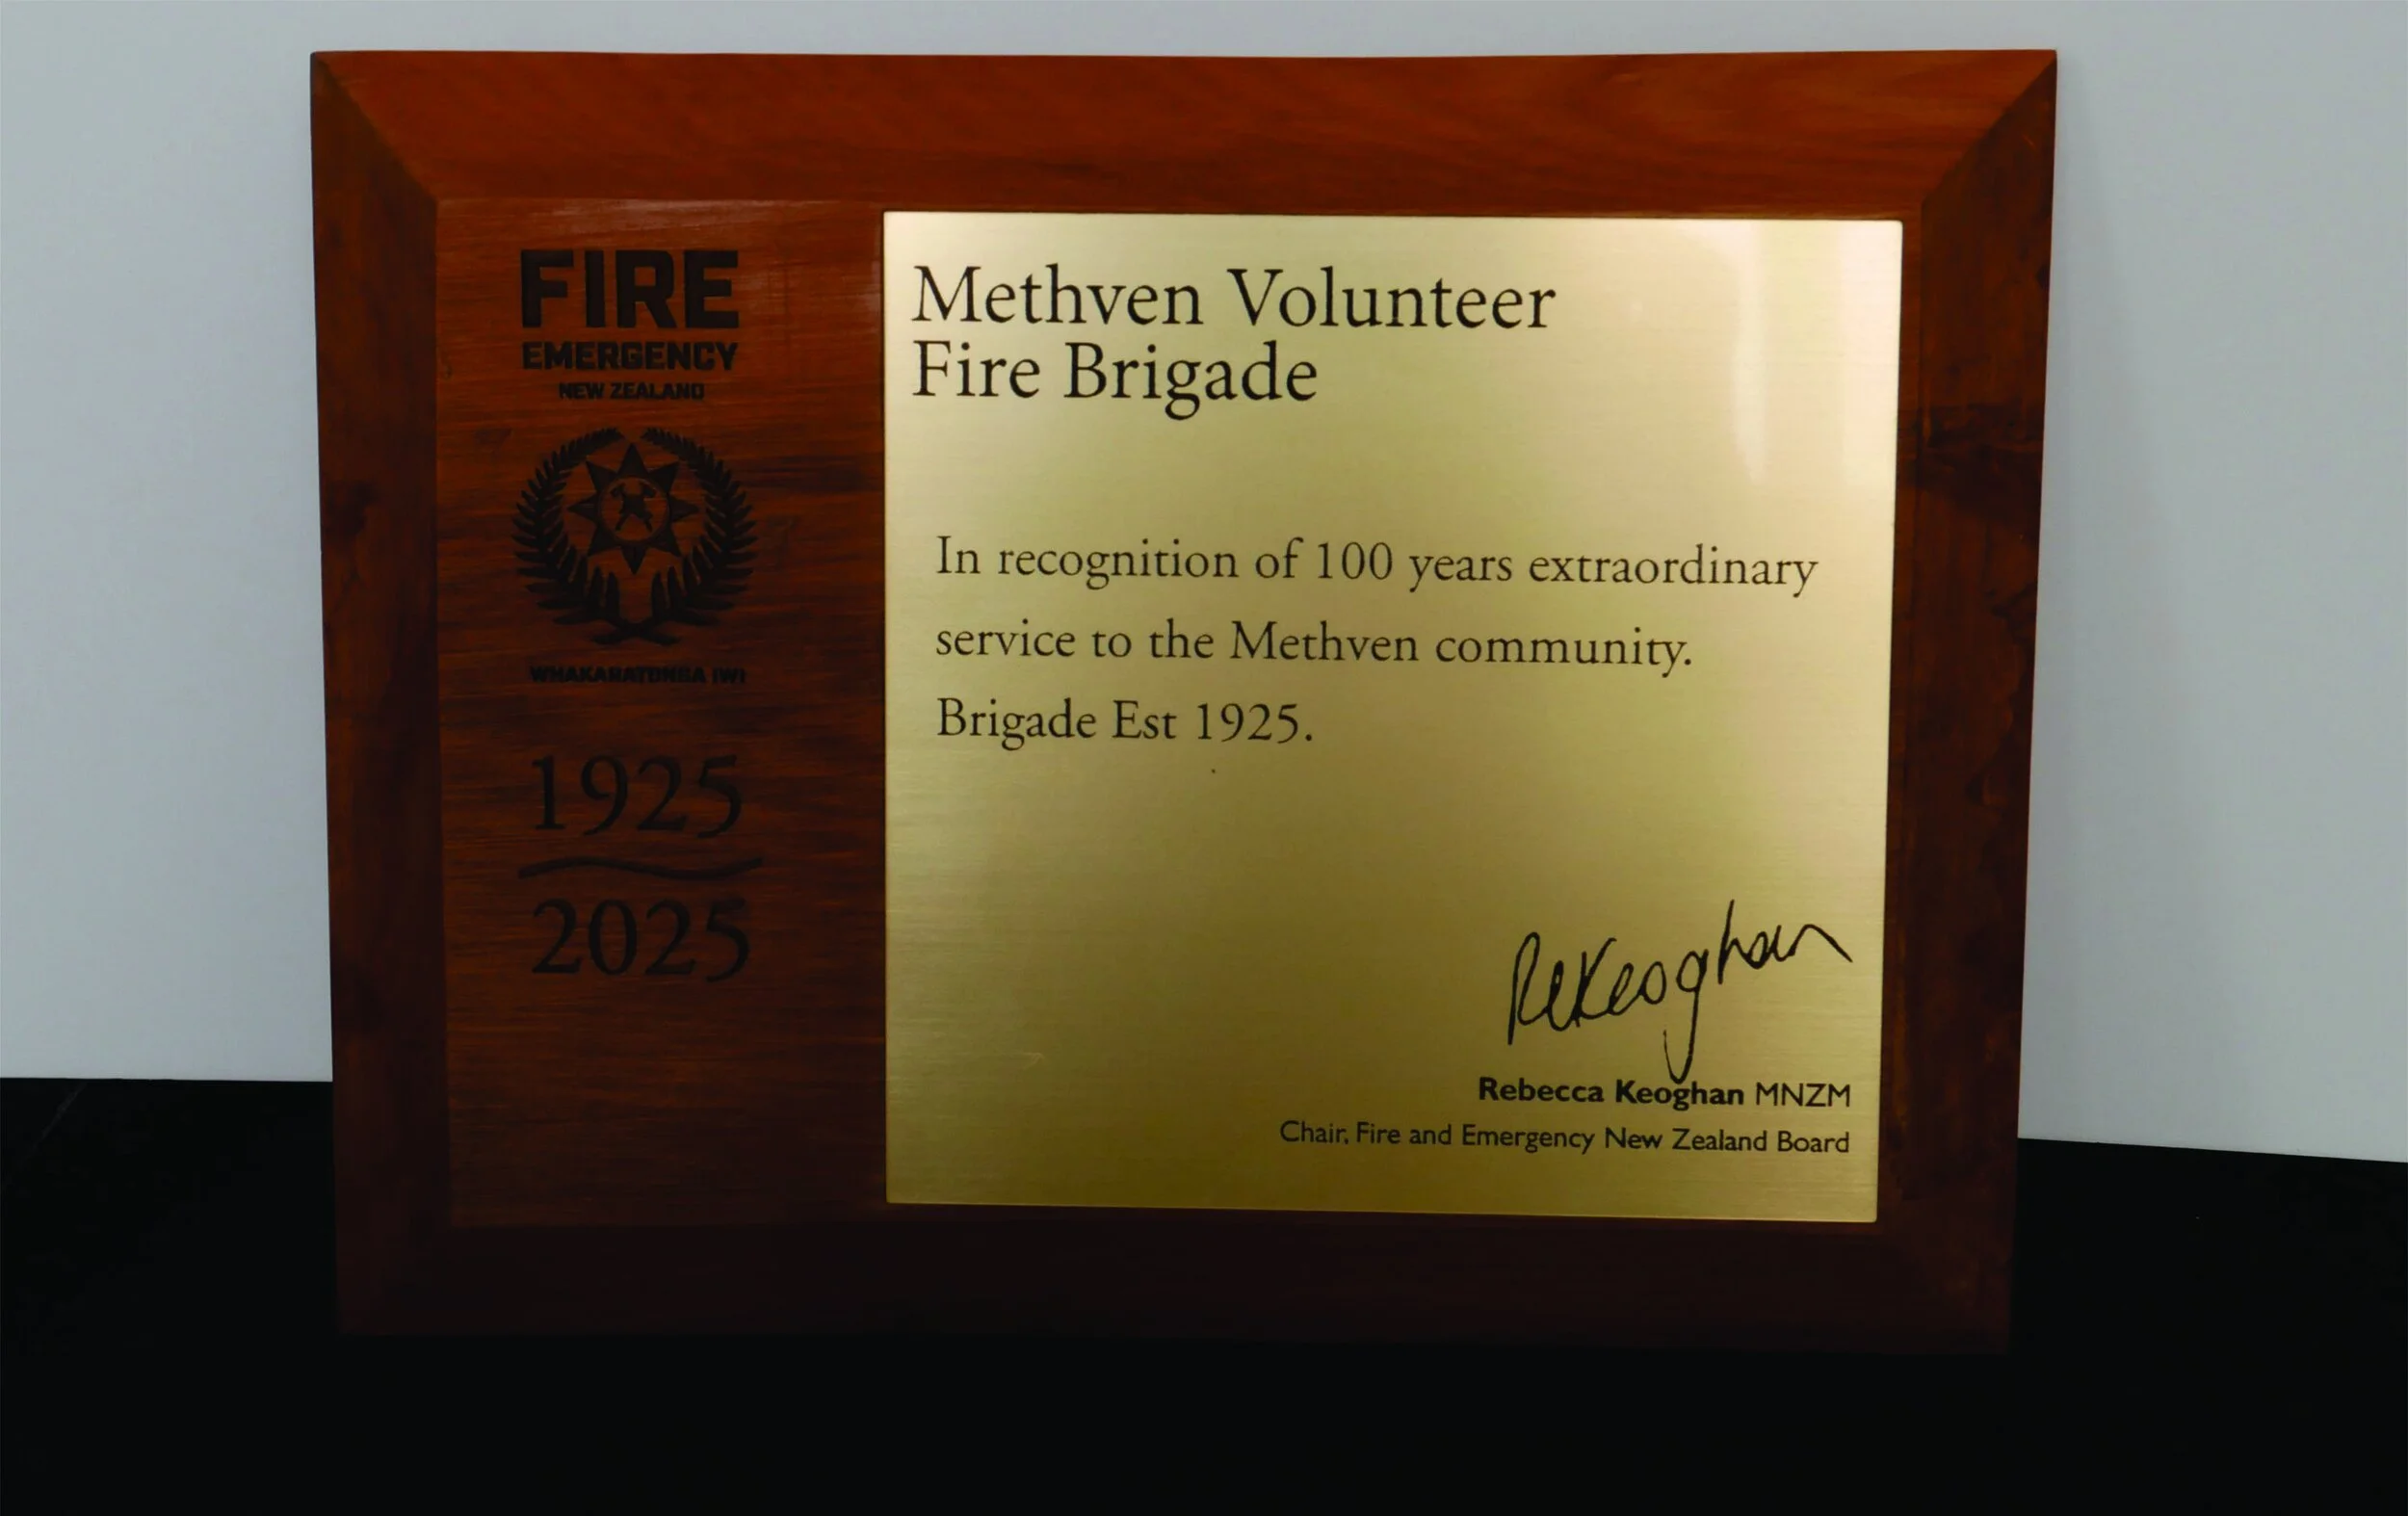 FIRE
EMERGENCY
NEW ZEALAND
WHAKARATONGA IWI
1925
2025
Methven Volunteer
Fire Brigade
In recognition of 100 years extraordinary
service to the Methven community.
Brigade Est 1925.
ReKeoghan
Rebecca Keoghan MNZM
Chair, Fire and Emergency New Zealand Board